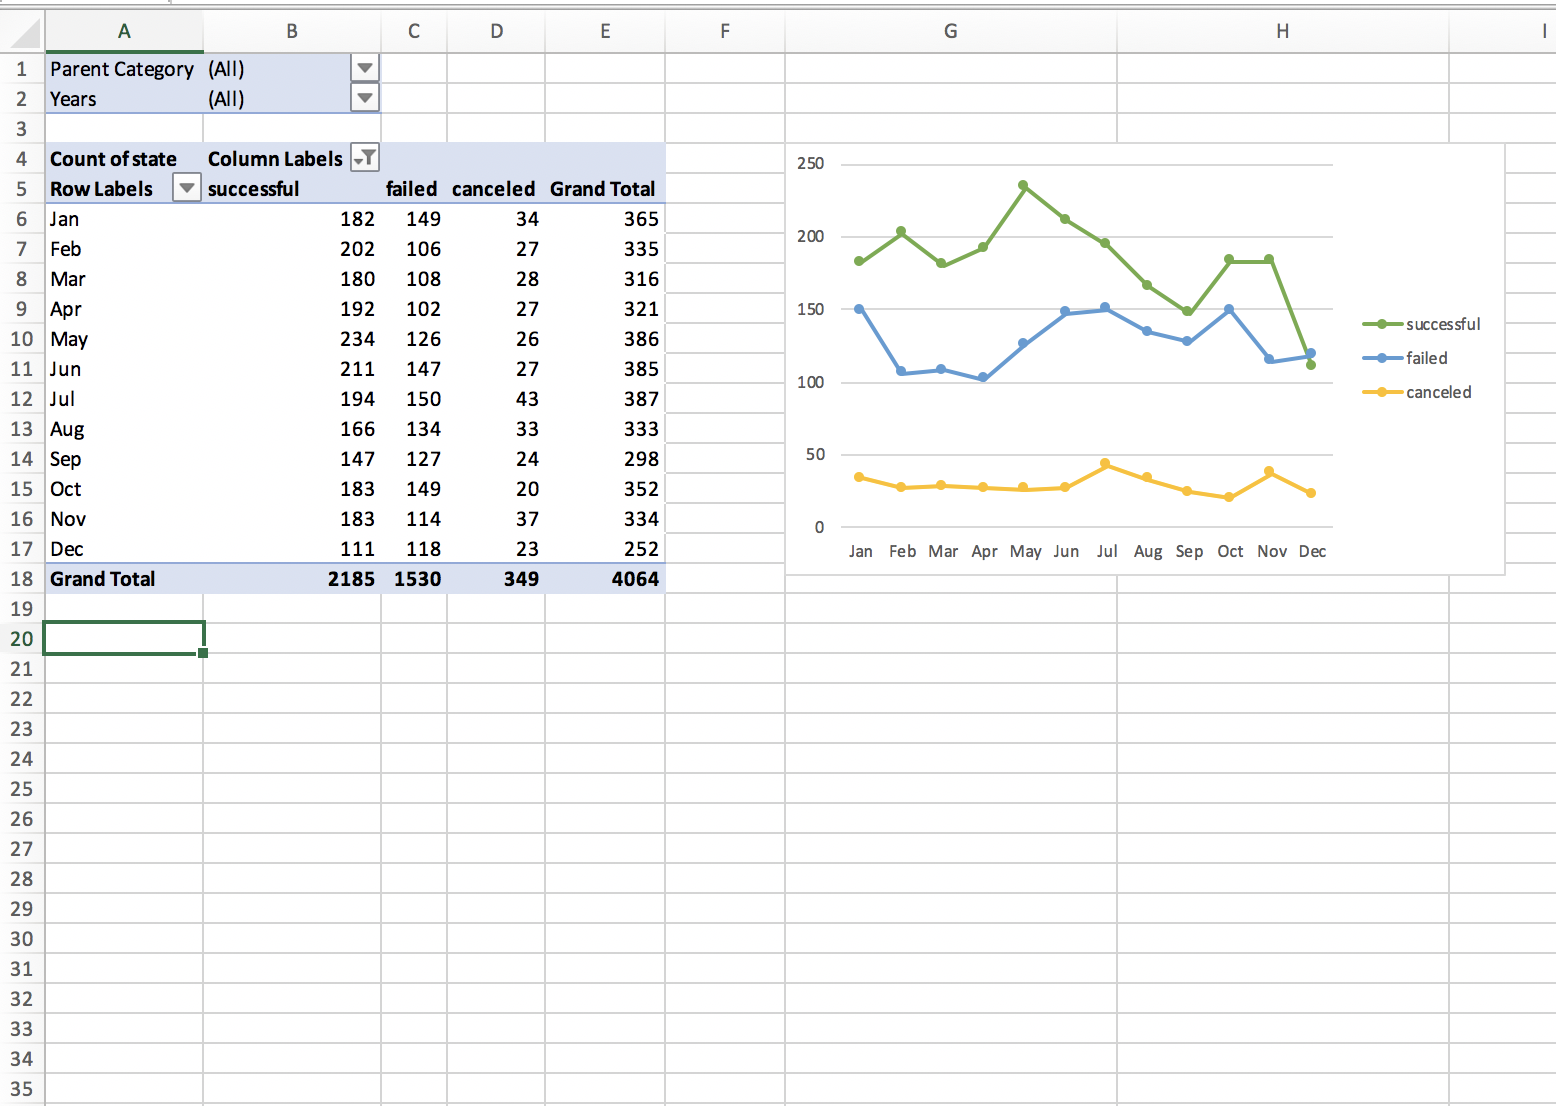 A B C D E F G H I
1 Parent Category (All)
2 Years (All)
3
4 Count of state Column Labels
5 Row Labels successful failed canceled Grand Total
6 Jan 182 149 34 365
7 Feb 202 106 27 335
8 Mar 180 108 28 316
9 Apr 192 102 27 321
10 May 234 126 26 386
11 Jun 211 147 27 385
12 Jul 194 150 43 387
13 Aug 166 134 33 333
14 Sep 147 127 24 298
15 Oct 183 149 20 352
16 Nov 183 114 37 334
17 Dec 111 118 23 252
18 Grand Total 2185 1530 349 4064
19
20
21
22
23
24
25
26
27
28
29
30
31
32
33
34
35
250
200
150
100
50
0
Jan Feb Mar Apr May Jun Jul Aug Sep Oct Nov Dec
successful
failed
canceled